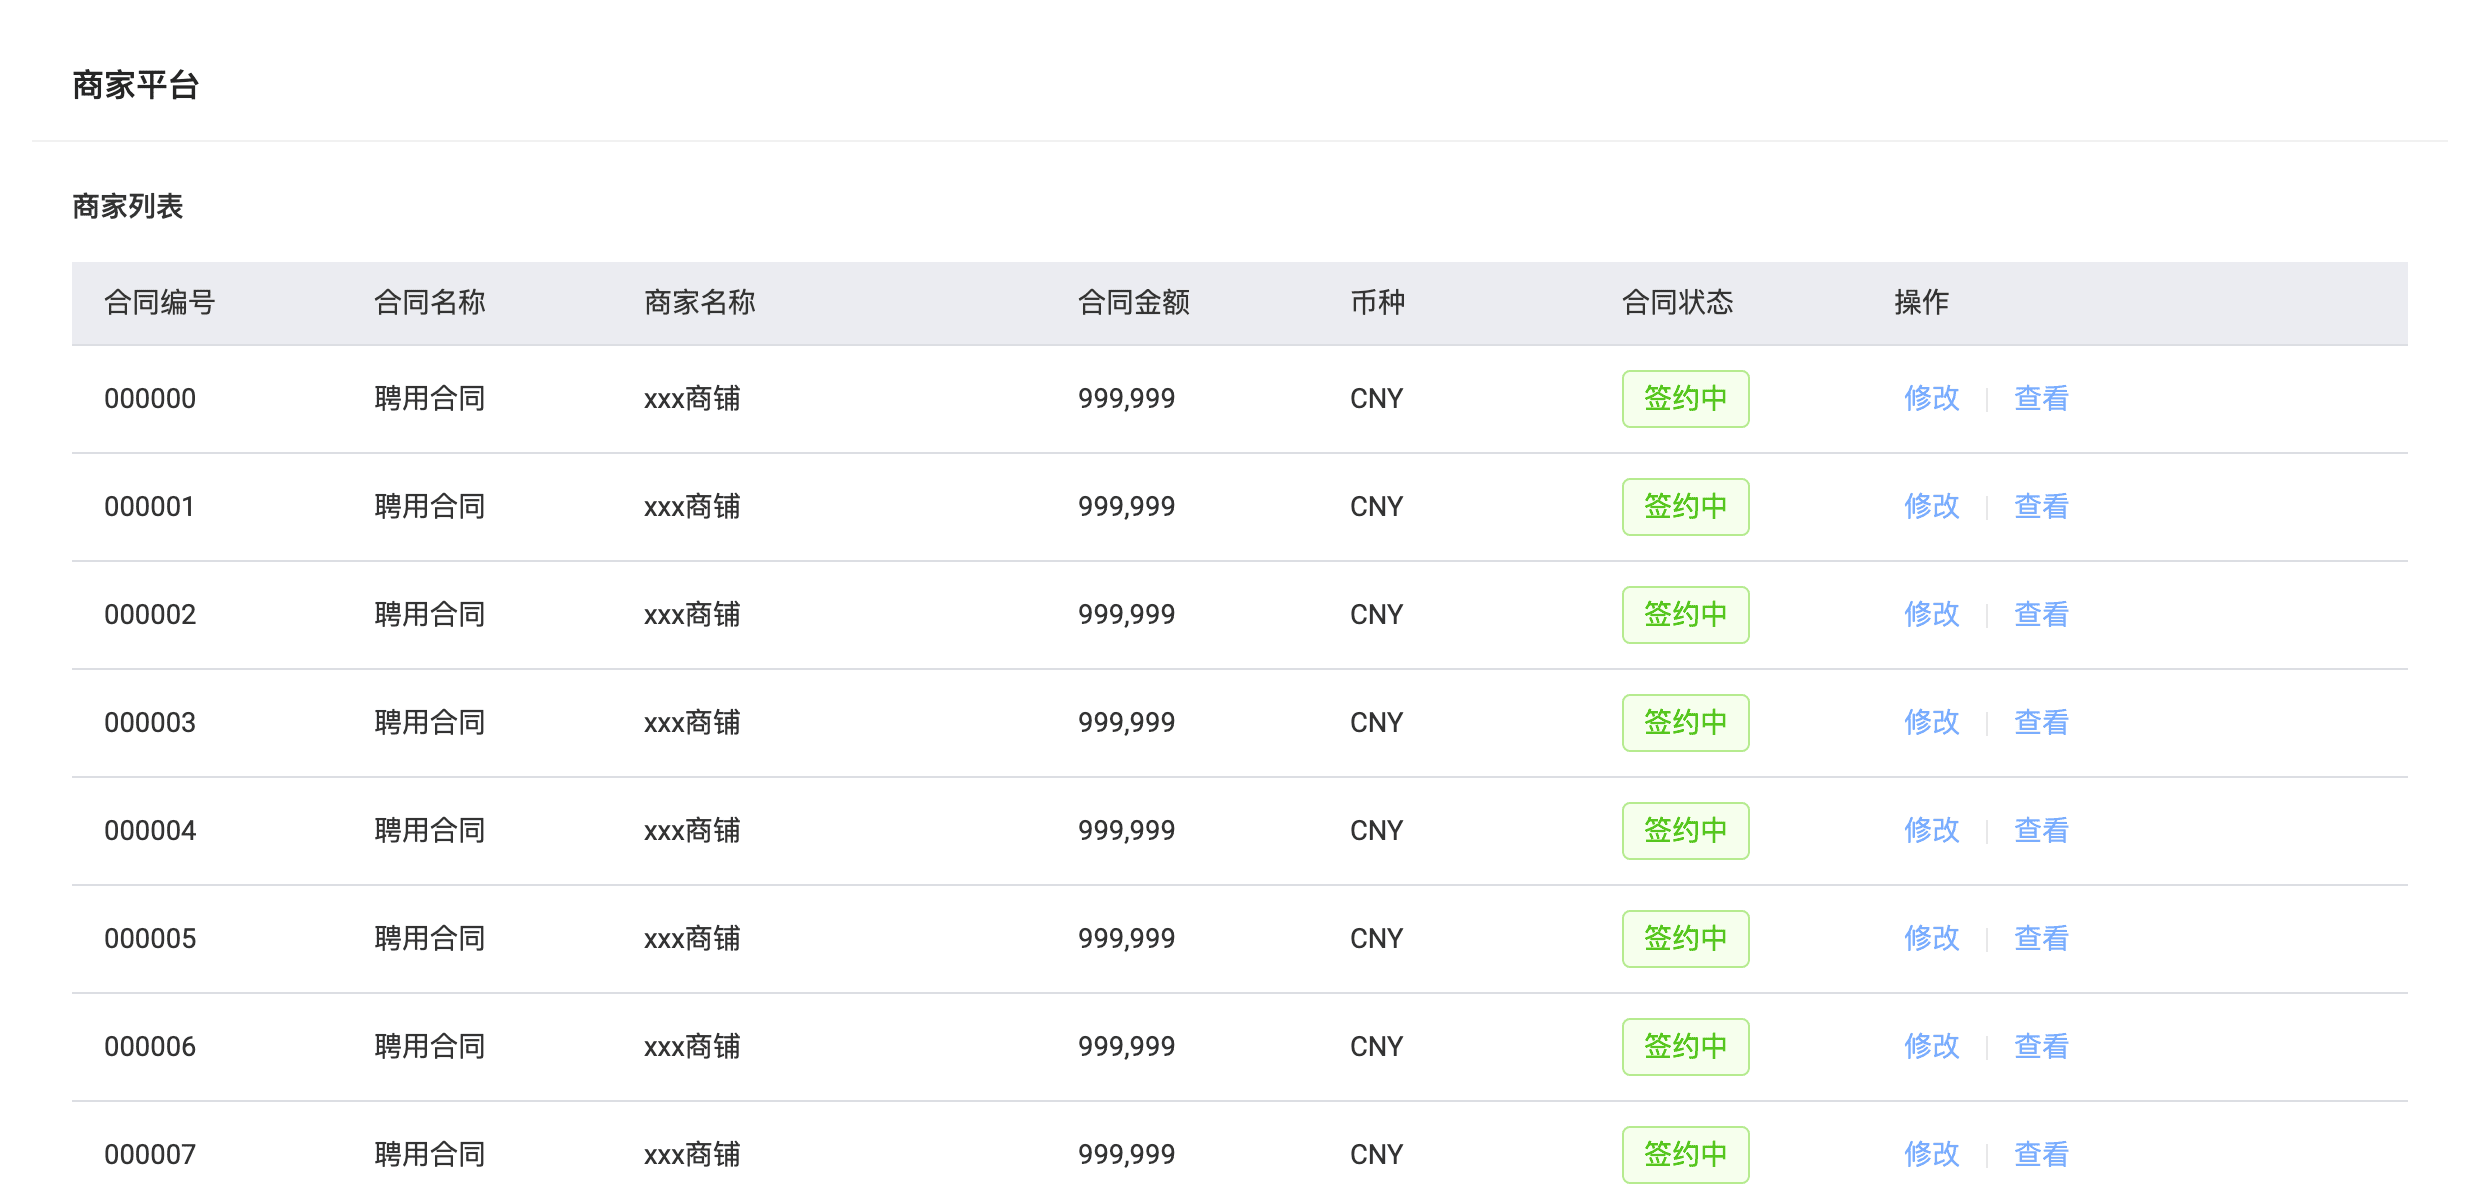 商家平台
商家列表
合同编号 合同名称 商家名称 合同金额 币种 合同状态 操作
000000 聘用合同 xxx商铺 999,999 CNY 签约中 修改 查看
000001 聘用合同 xxx商铺 999,999 CNY 签约中 修改 查看
000002 聘用合同 xxx商铺 999,999 CNY 签约中 修改 查看
000003 聘用合同 xxx商铺 999,999 CNY 签约中 修改 查看
000004 聘用合同 xxx商铺 999,999 CNY 签约中 修改 查看
000005 聘用合同 xxx商铺 999,999 CNY 签约中 修改 查看
000006 聘用合同 xxx商铺 999,999 CNY 签约中 修改 查看
000007 聘用合同 xxx商铺 999,999 CNY 签约中 修改 查看